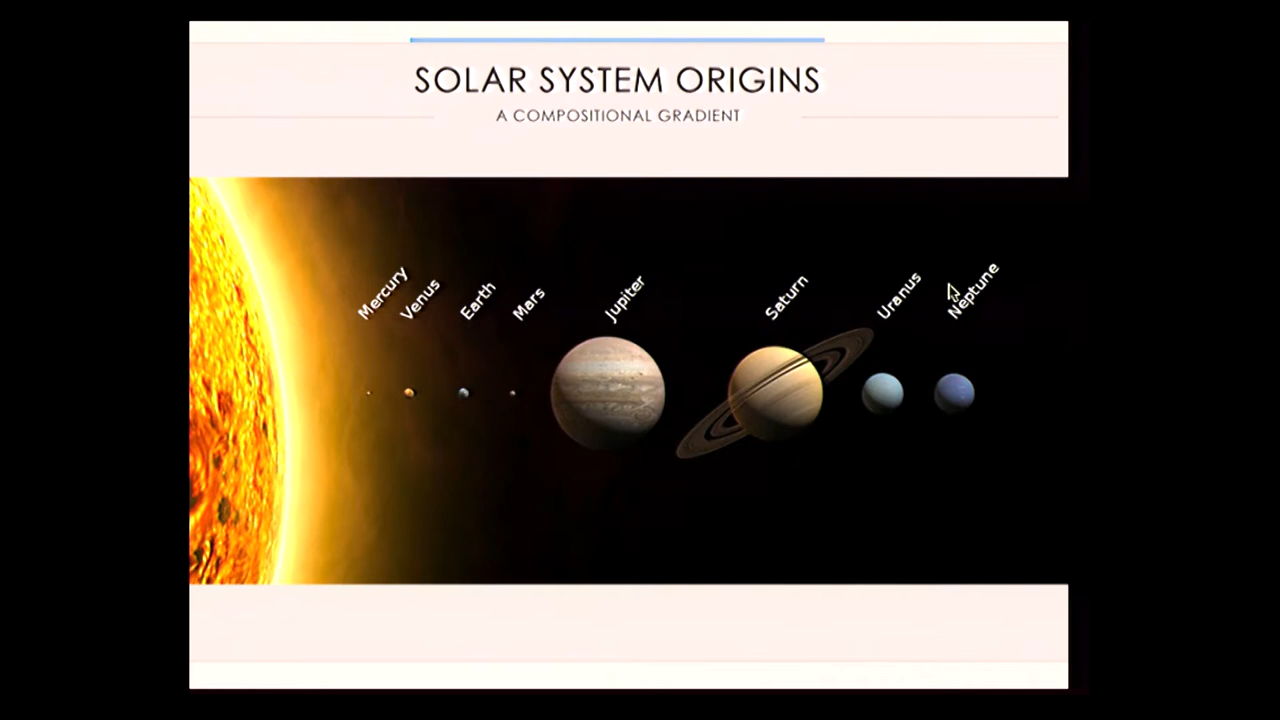 SOLAR SYSTEM ORIGINS
A COMPOSITIONAL GRADIENT
Mercury
Venus
Earth
Mars
Jupiter
Saturn
Uranus
Neptune